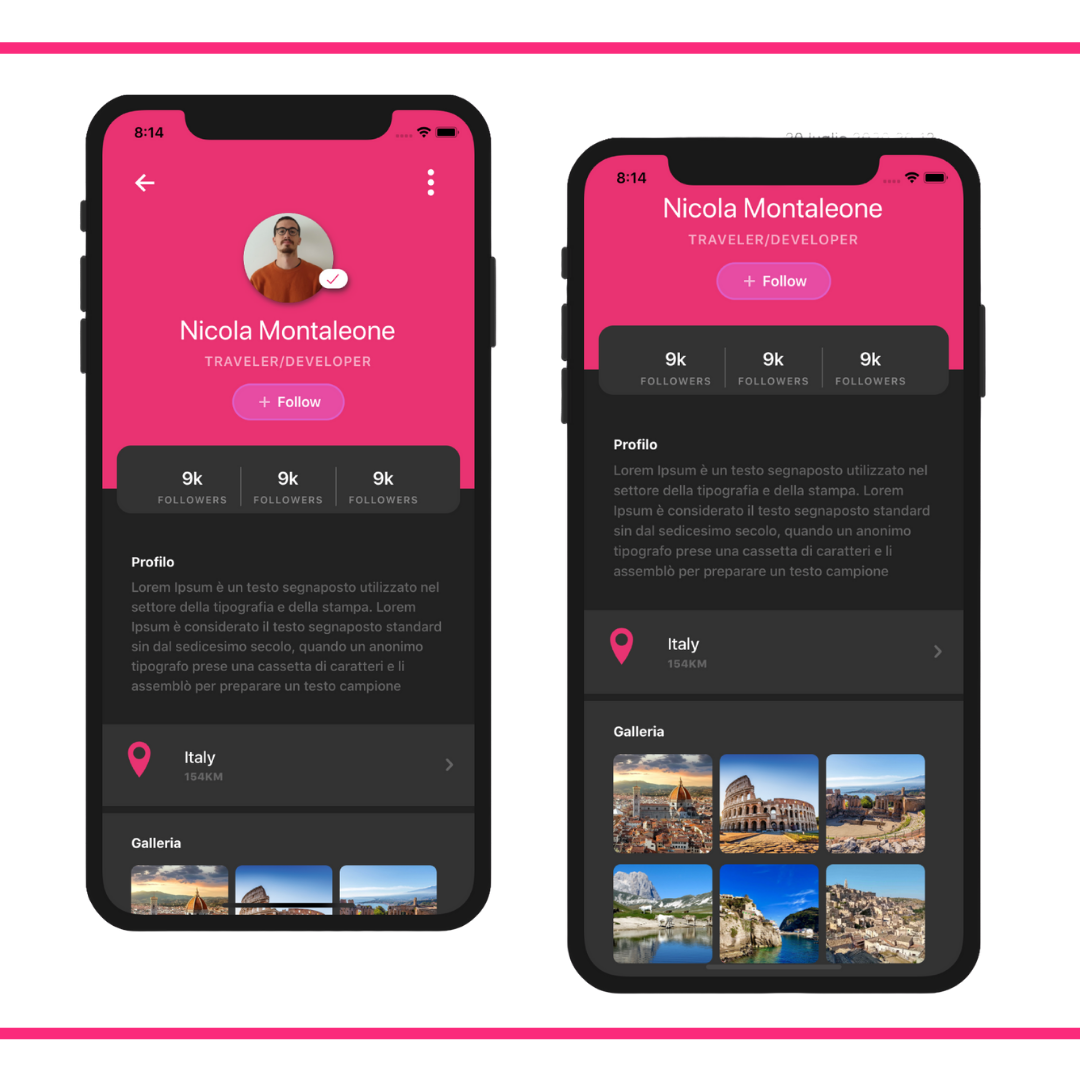 8:14
Nicola Montaleone
TRAVELER/DEVELOPER
+ Follow
9k 9k 9k
FOLLOWERS FOLLOWERS FOLLOWERS
Profilo
Lorem Ipsum è un testo segnaposto utilizzato nel
settore della tipografia e della stampa. Lorem
Ipsum è considerato il testo segnaposto standard
sin dal sedicesimo secolo, quando un anonimo
tipografo prese una cassetta di caratteri e li
assemblò per preparare un testo campione
Italy
154KM
Galleria
luglio
8:14
Nicola Montaleone
TRAVELER/DEVELOPER
+ Follow
9k 9k 9k
FOLLOWERS FOLLOWERS FOLLOWERS
Profilo
Lorem Ipsum è un testo segnaposto utilizzato nel
settore della tipografia e della stampa. Lorem
Ipsum è considerato il testo segnaposto standard
sin dal sedicesimo secolo, quando un anonimo
tipografo prese una cassetta di caratteri e li
assemblò per preparare un testo campione
Italy
154KM
Galleria